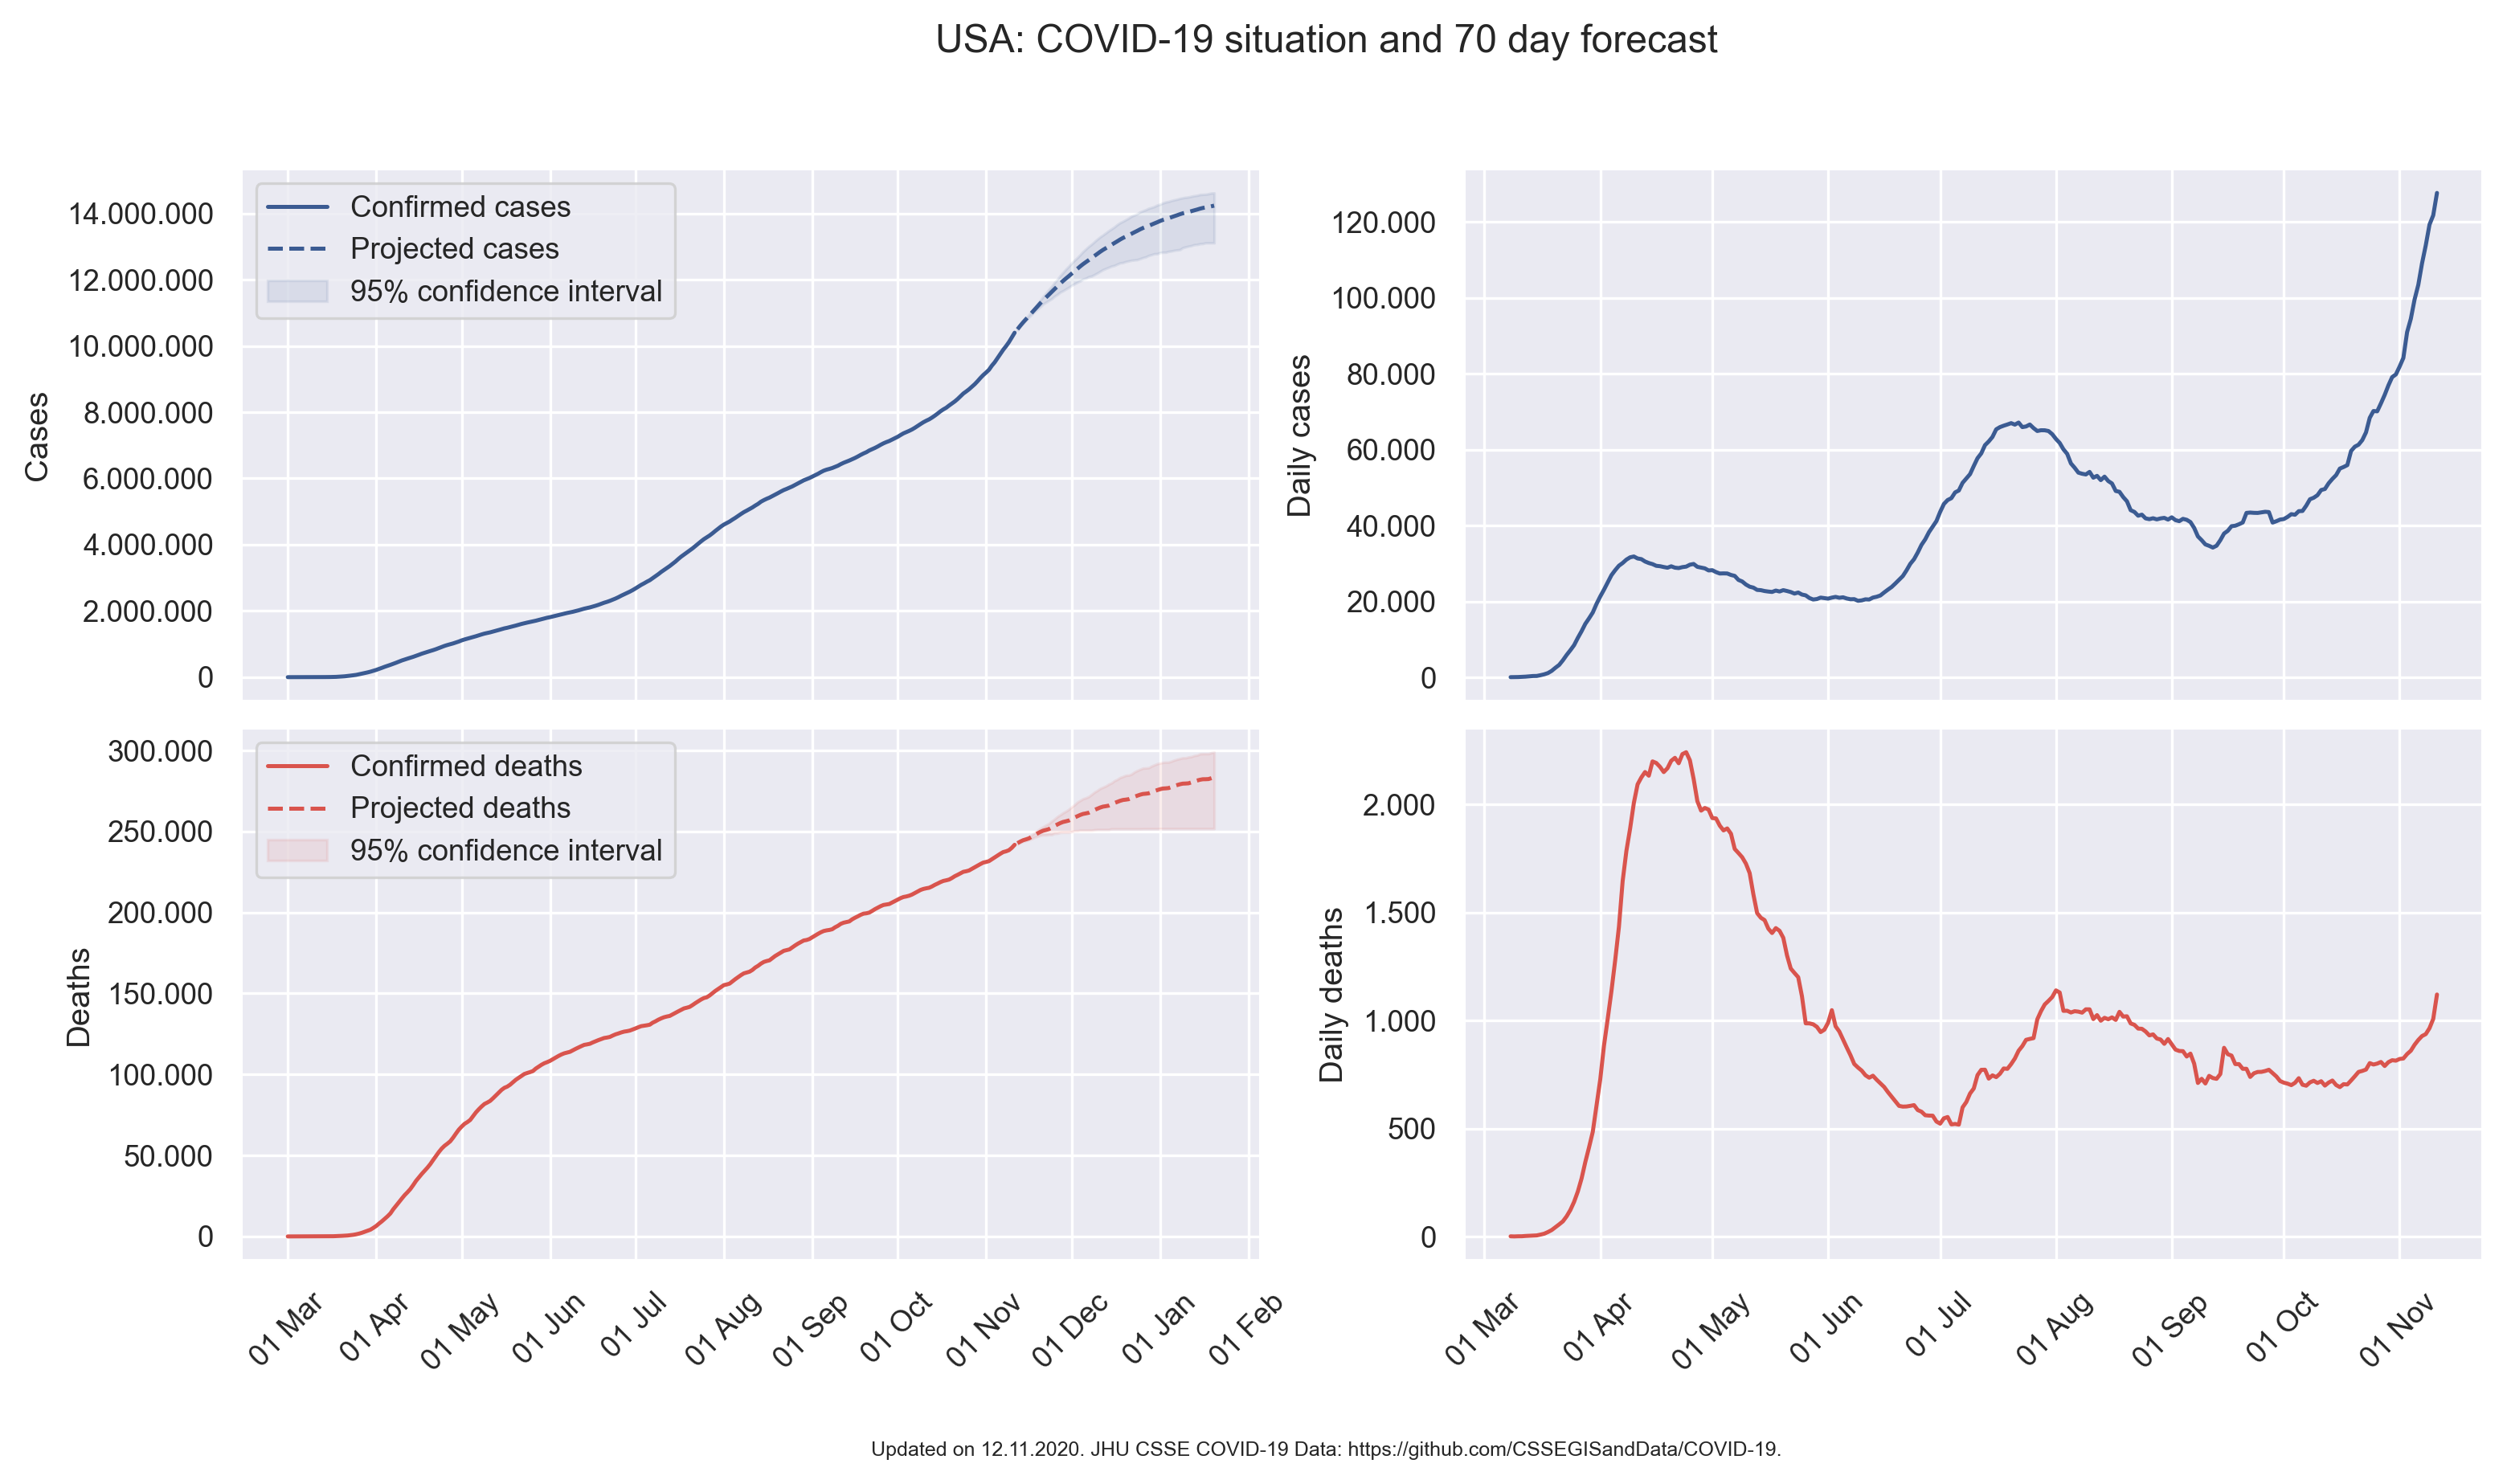 USA: COVID-19 situation and 70 day forecast
Cases
14.000.000
12.000.000
10.000.000
8.000.000
6.000.000
4.000.000
2.000.000
0
Confirmed cases
Projected cases
95% confidence interval
Daily cases
120.000
100.000
80.000
60.000
40.000
20.000
0
Deaths
300.000
250.000
200.000
150.000
100.000
50.000
0
Confirmed deaths
Projected deaths
95% confidence interval
01 Mar
01 Apr
01 May
01 Jun
01 Jul
01 Aug
01 Sep
01 Oct
01 Nov
01 Dec
01 Jan
01 Feb
Daily deaths
2.000
1.500
1.000
500
0
01 Mar
01 Apr
01 May
01 Jun
01 Jul
01 Aug
01 Sep
01 Oct
01 Nov
Updated on 12.11.2020. JHU CSSE COVID-19 Data: https://github.com/CSSEGISandData/COVID-19.